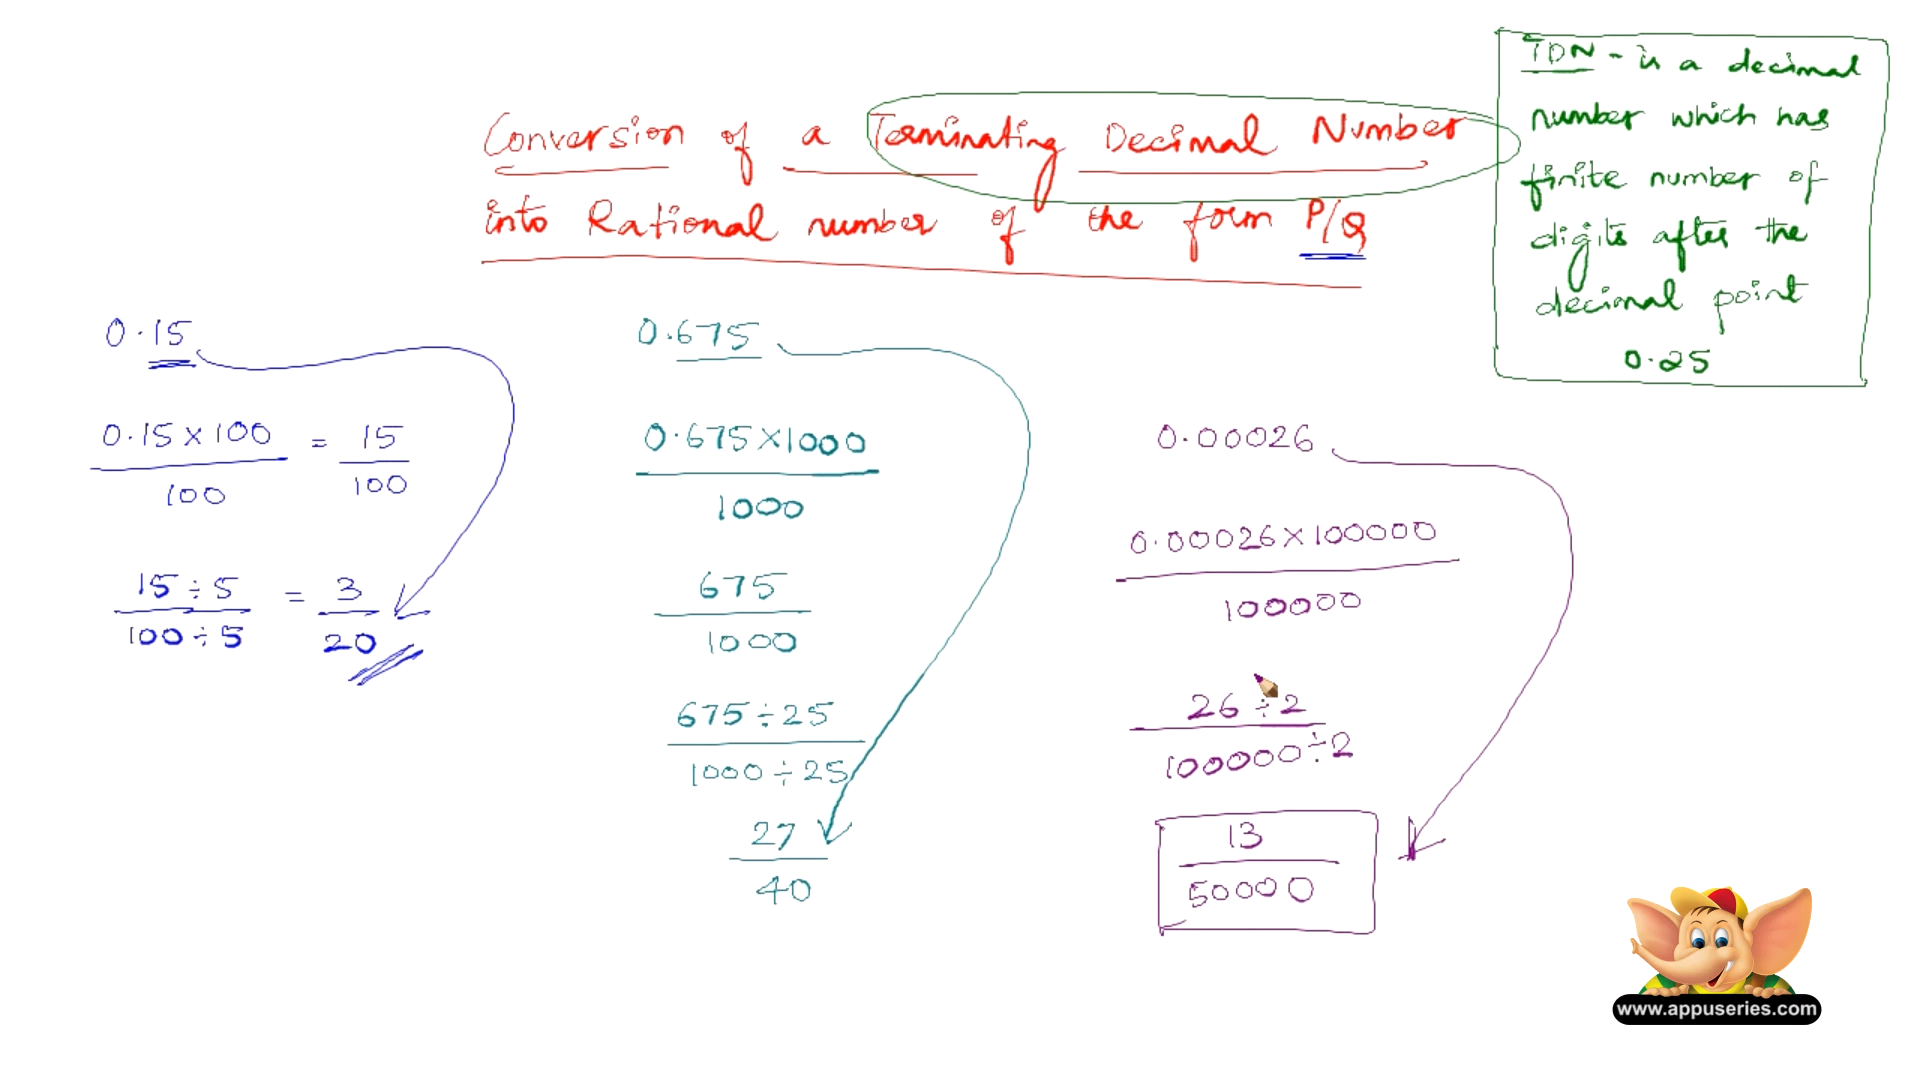 Conversion of a Terminating Decimal Number
into Rational number of the form P/Q
TDN - is a decimal
number which has
finite number of
digits after the
decimal point
0.25
0.15
0.15 × 100 = 15
100 100
15 ÷ 5 = 3
100 ÷ 5 20
0.675
0.675 × 1000
1000
675
1000
675 ÷ 25
1000 ÷ 25
27
40
0.00026
0.00026 × 100000
100000
26 ÷ 2
100000 ÷ 2
13
50000
www.appuseries.com